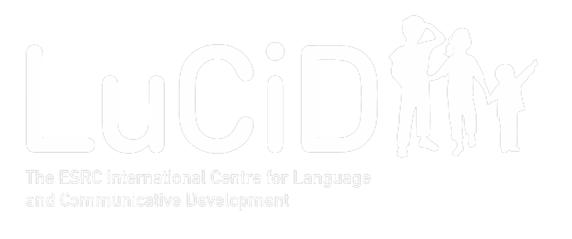 LuCiD
The ESRC International Centre for Language
and Communicative Development